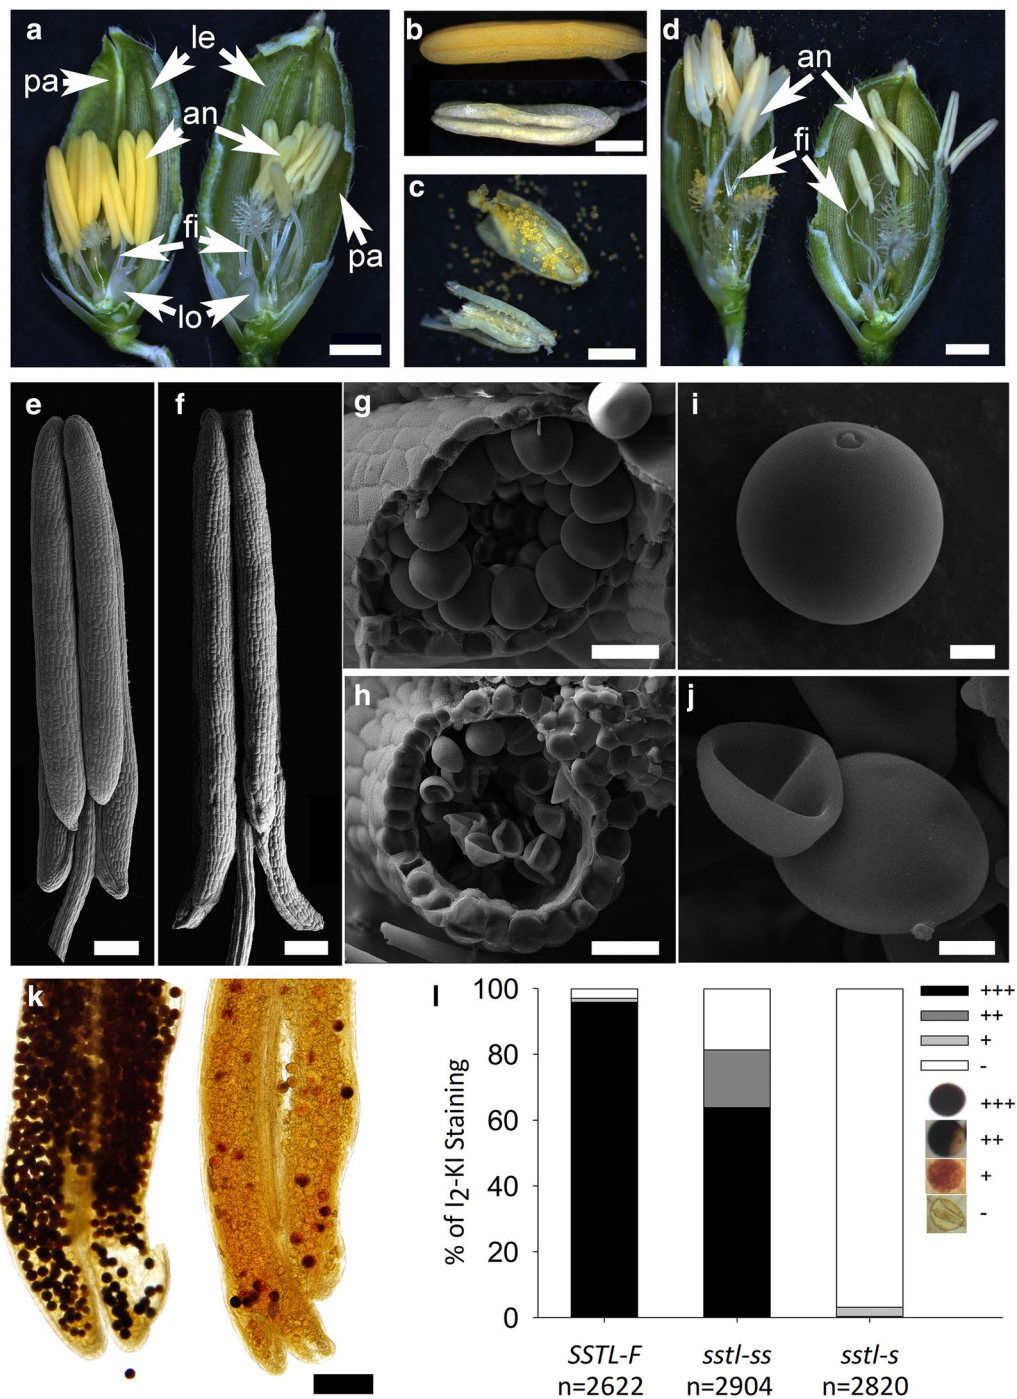 a
le
pa
an
fi
pa
lo
b
c
d
an
fi
e
f
g
i
h
j
k
l
% of I2-KI Staining
100
80
60
40
20
0
SSTL-F
n=2622
sstl-ss
n=2904
sstl-s
n=2820
+++
++
+
-
+++
++
+
-